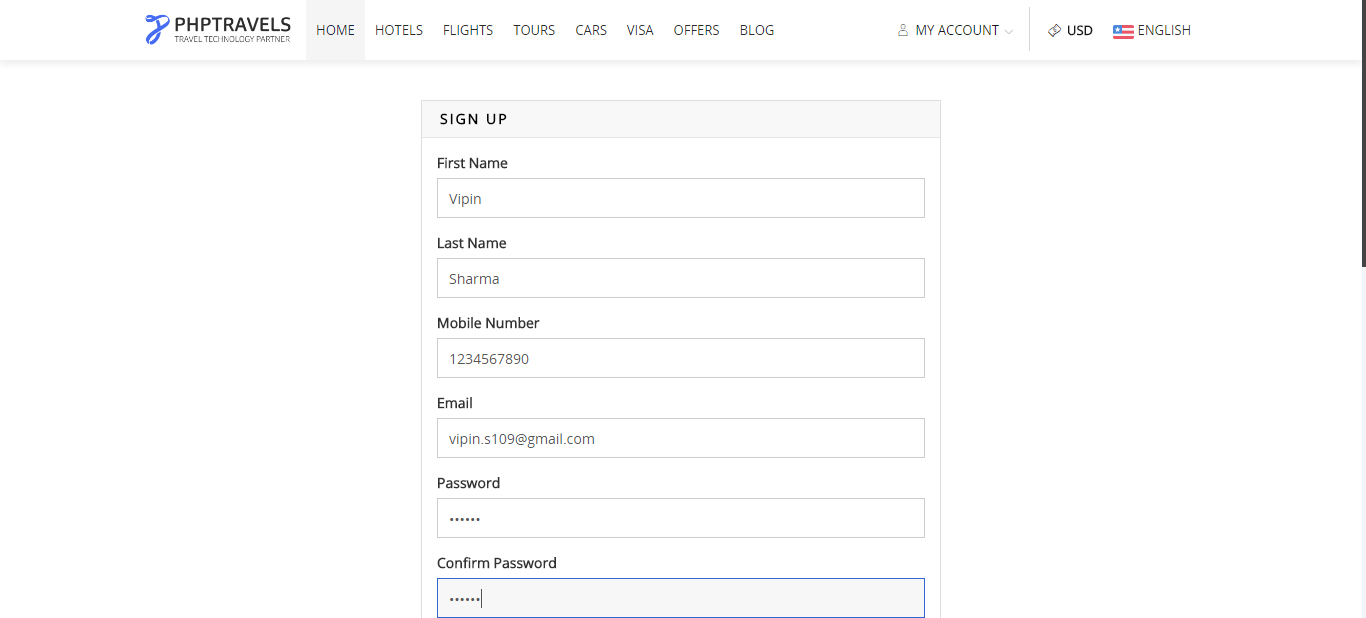 PHPTRAVELS
TRAVEL TECHNOLOGY PARTNER
HOME HOTELS FLIGHTS TOURS CARS VISA OFFERS BLOG MY ACCOUNT USD ENGLISH
SIGN UP
First Name
Vipin
Last Name
Sharma
Mobile Number
1234567890
Email
vipin.s109@gmail.com
Password
••••••
Confirm Password
••••••